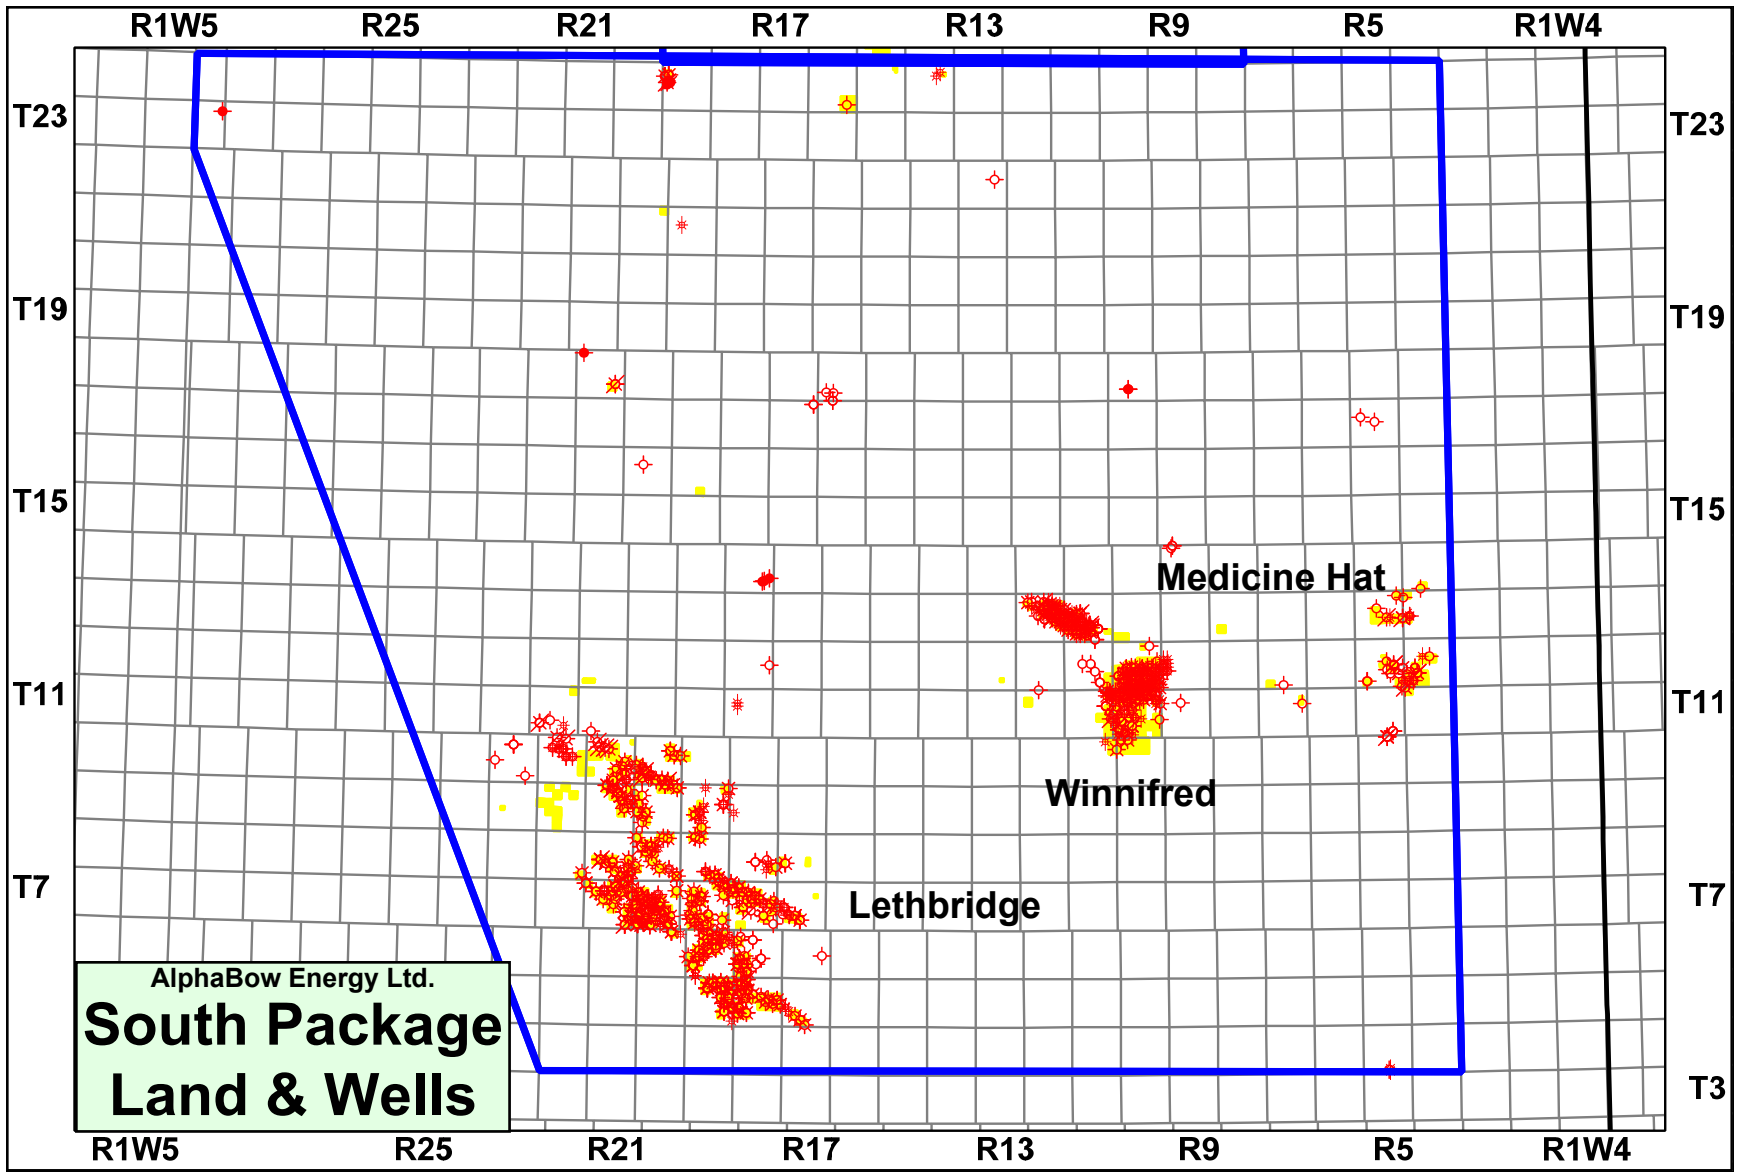 R1W5 R25 R21 R17 R13 R9 R5 R1W4
T23 T23
T19 T19
T15 T15
Medicine Hat
T11 T11
Winnifred
T7 T7
Lethbridge
AlphaBow Energy Ltd.
South Package
Land & Wells
T3
R1W5 R25 R21 R17 R13 R9 R5 R1W4